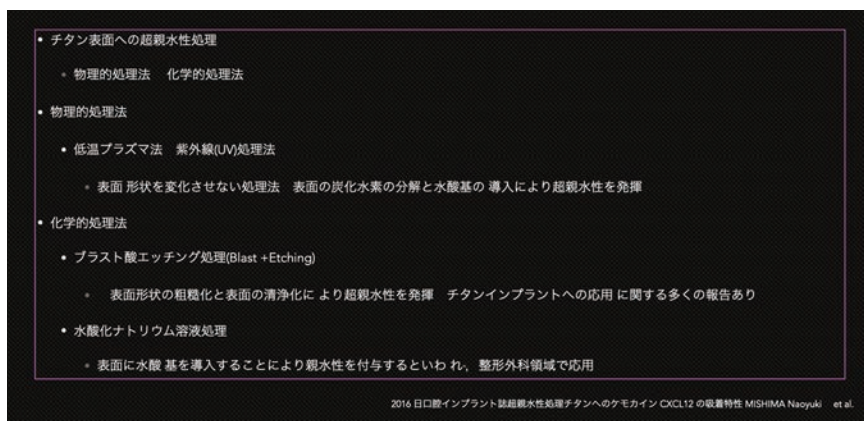 • チタン表面への超親水性処理
• 物理的処理法　化学的処理法
• 物理的処理法
• 低温プラズマ法　紫外線(UV)処理法
• 表面 形状を変化させない処理法　表面の炭化水素の分解と水酸基の 導入により超親水性を発揮
• 化学的処理法
• ブラスト酸エッチング処理(Blast +Etching)
•　表面形状の粗糙化と表面の清浄化に より超親水性を発揮　チタンインプラントへの応用 に関する多くの報告あり
• 水酸化ナトリウム溶液処理
• 表面に水酸 基を導入することにより親水性を付与するといわ れ,　整形外科領域で応用
2016 日口腔インプラント誌超親水性処理チタンへのケモカイン CXCL12 の吸着特性 MISHIMA Naoyuki　et al.